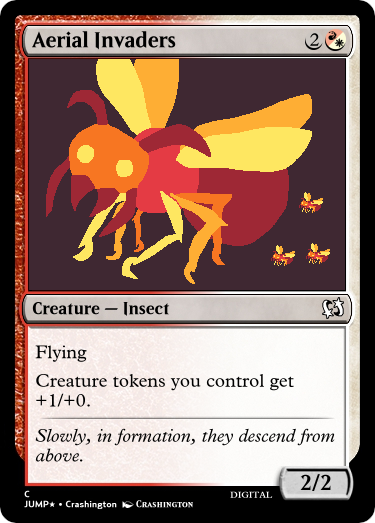 Aerial Invaders 2
Creature — Insect
Flying
Creature tokens you control get
+1/+0.
Slowly, in formation, they descend from
above.
2/2
C
JUMP★ • Crashington CRASHINGTON
DIGITAL